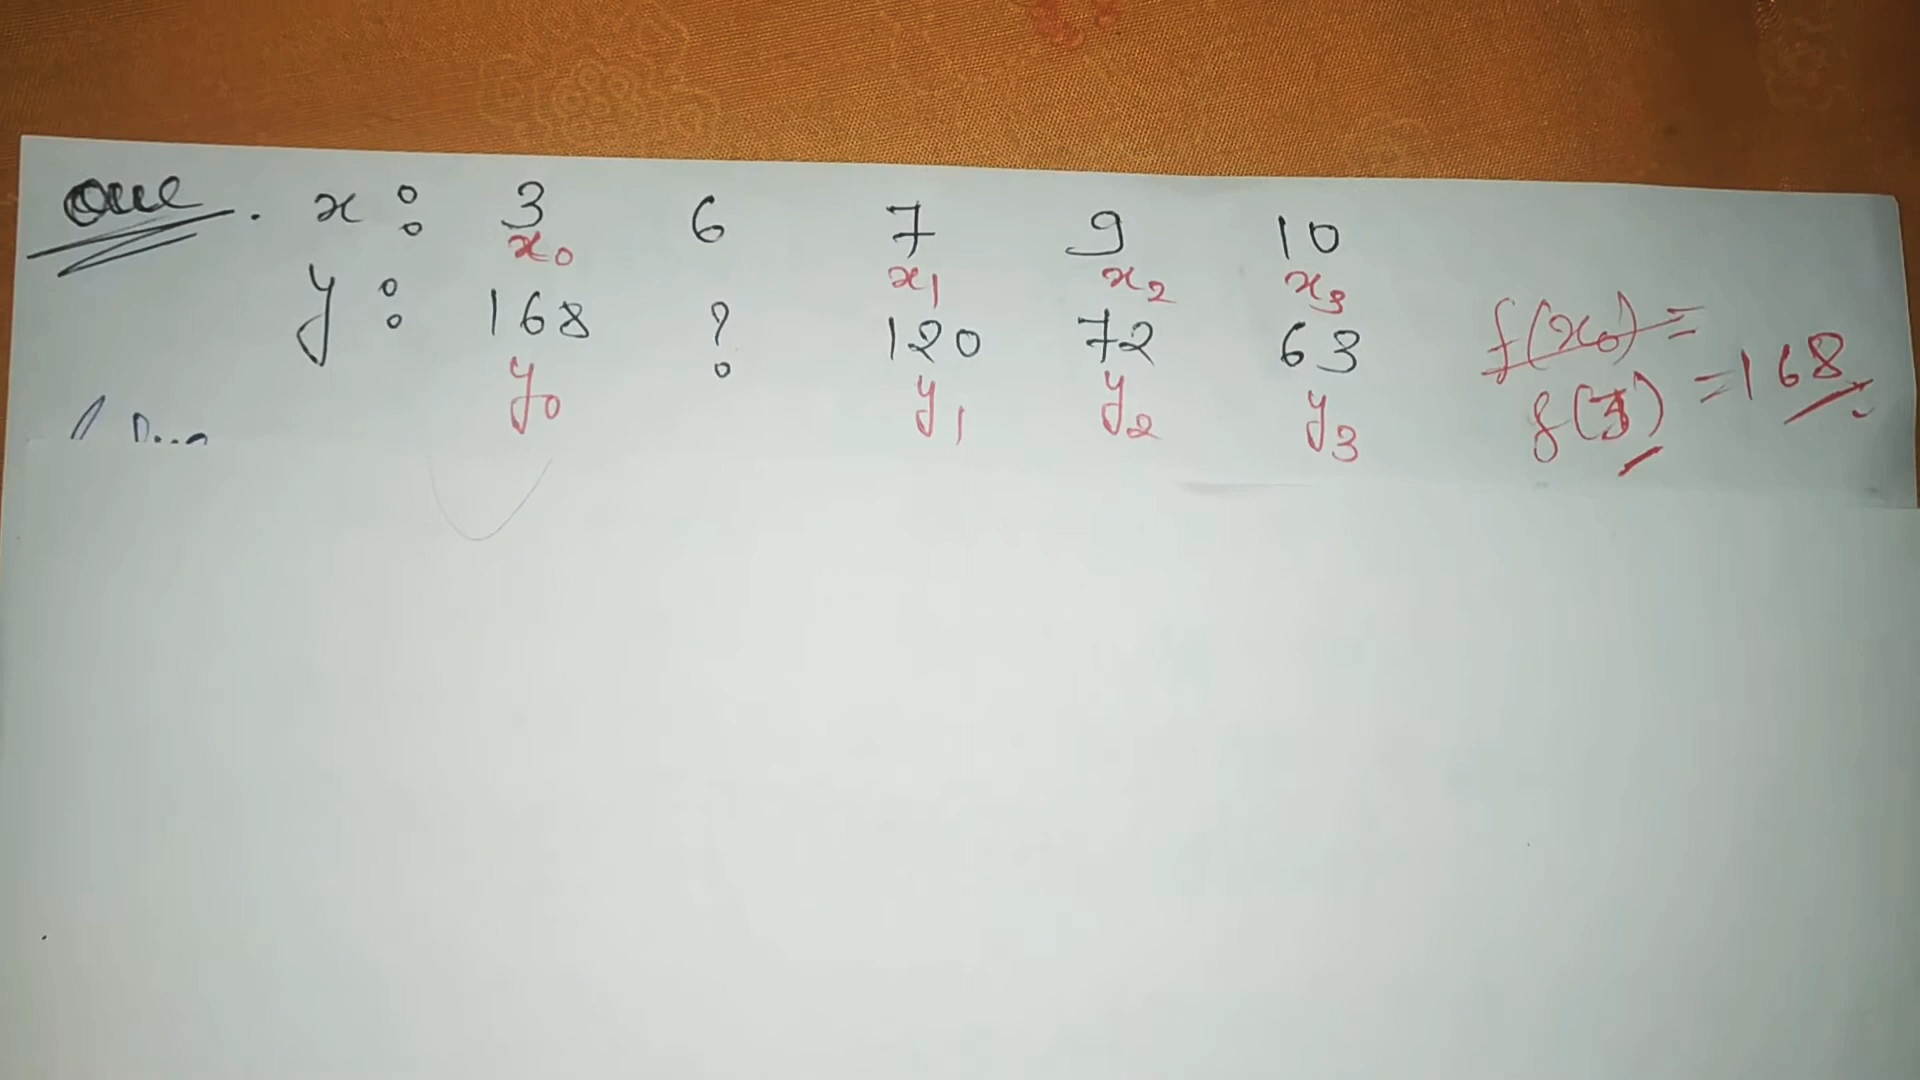 Que. x : 3 6 7 9 10
x₀ x₁ x₂ x₃
y : 168 ? 120 72 63
y₀ y₁ y₂ y₃
f(x₀) =
f(3) = 168.